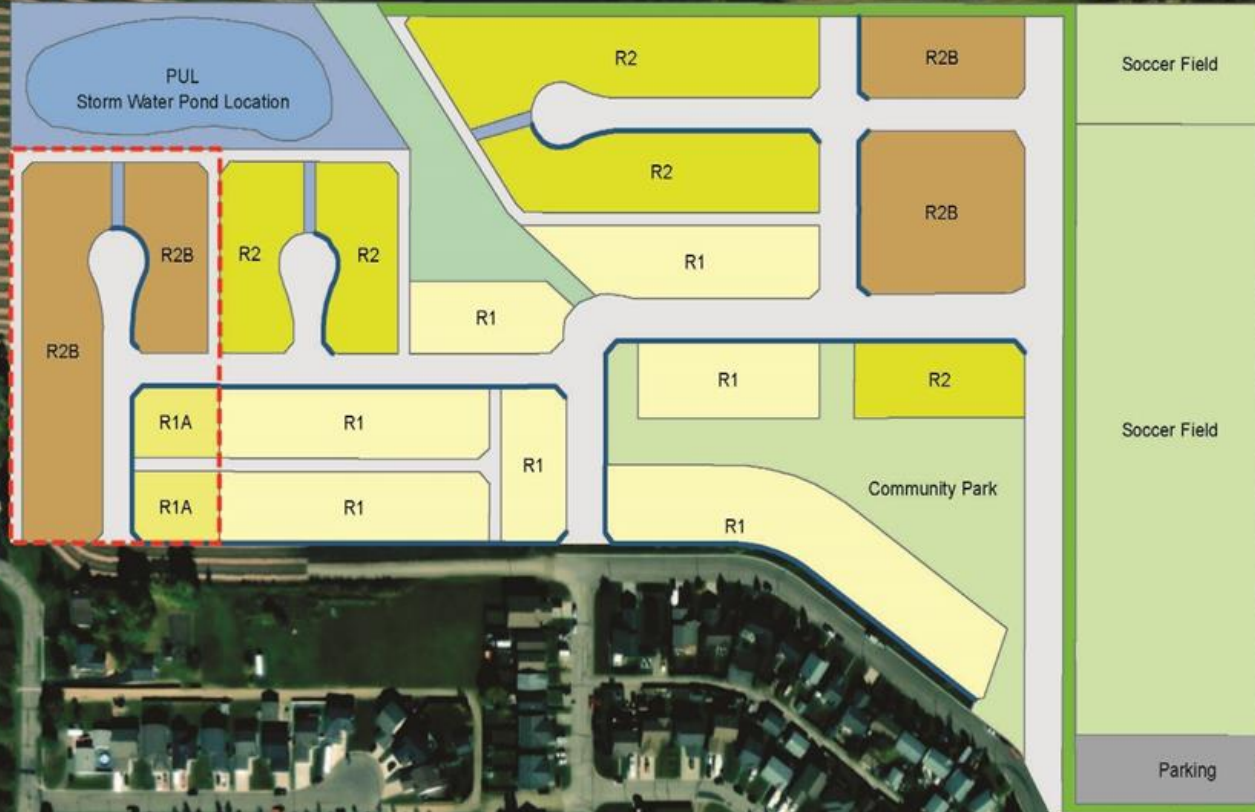 PUL
Storm Water Pond Location
R2
R2B
Soccer Field
R2
R2B
R2B
R2
R2
R1
R1
R2B
R1
R2
R1A
R1
R1
Soccer Field
R1A
R1
Community Park
R1
Parking